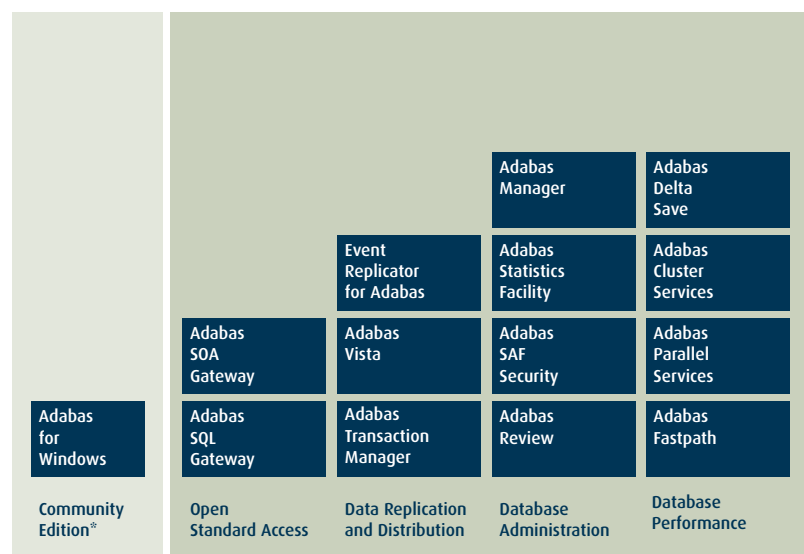 Adabas
Manager
Adabas
Delta
Save
Event
Replicator
for Adabas
Adabas
Statistics
Facility
Adabas
Cluster
Services
Adabas
SOA
Gateway
Adabas
Vista
Adabas
SAF
Security
Adabas
Parallel
Services
Adabas
for
Windows
Adabas
SQL
Gateway
Adabas
Transaction
Manager
Adabas
Review
Adabas
Fastpath
Community
Edition*
Open
Standard Access
Data Replication
and Distribution
Database
Administration
Database
Performance